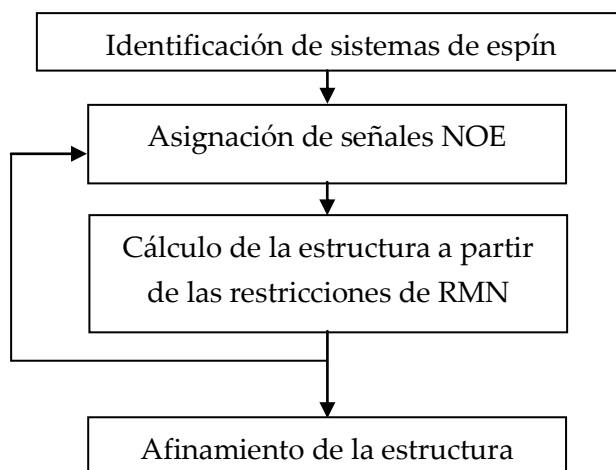 Identificación de sistemas de espín
Asignación de señales NOE
Cálculo de la estructura a partir
de las restricciones de RMN
Afinamiento de la estructura